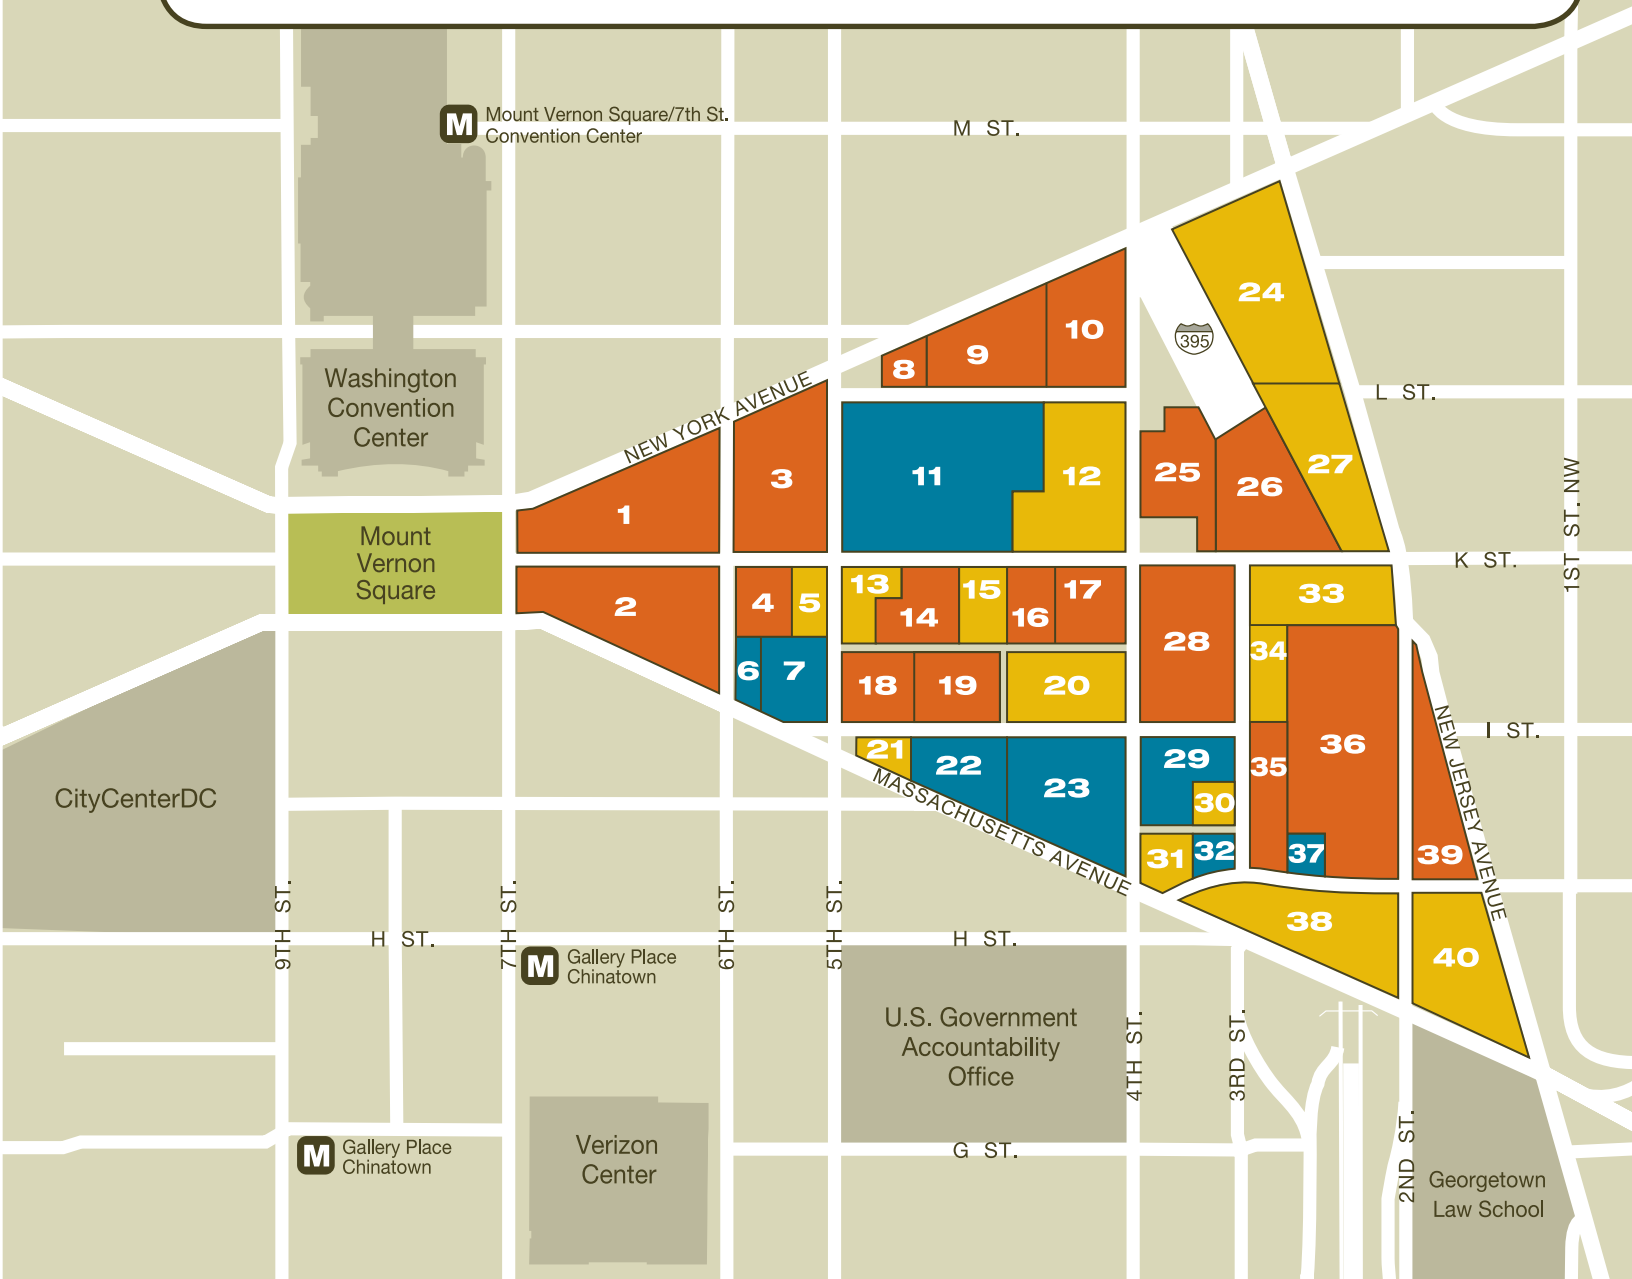 M
Mount Vernon Square/7th St.
Convention Center
M ST.
24
10
395
9
8
Washington
Convention
Center
NEW YORK AVENUE
L ST.
3
11
12
25
26
27
1
Mount
Vernon
Square
K ST.
1ST ST. NW
2
4
5
13
14
15
16
17
33
28
34
6
7
18
19
20
36
I ST.
NEW JERSEY AVENUE
21
22
23
29
30
35
CityCenterDC
MASSACHUSETTS AVENUE
31
32
37
39
38
40
9TH ST.
H ST.
7TH ST.
6TH ST.
5TH ST.
H ST.
M
Gallery Place
Chinatown
U.S. Government
Accountability
Office
4TH ST.
3RD ST.
2ND ST.
M
Gallery Place
Chinatown
Verizon
Center
G ST.
Georgetown
Law School